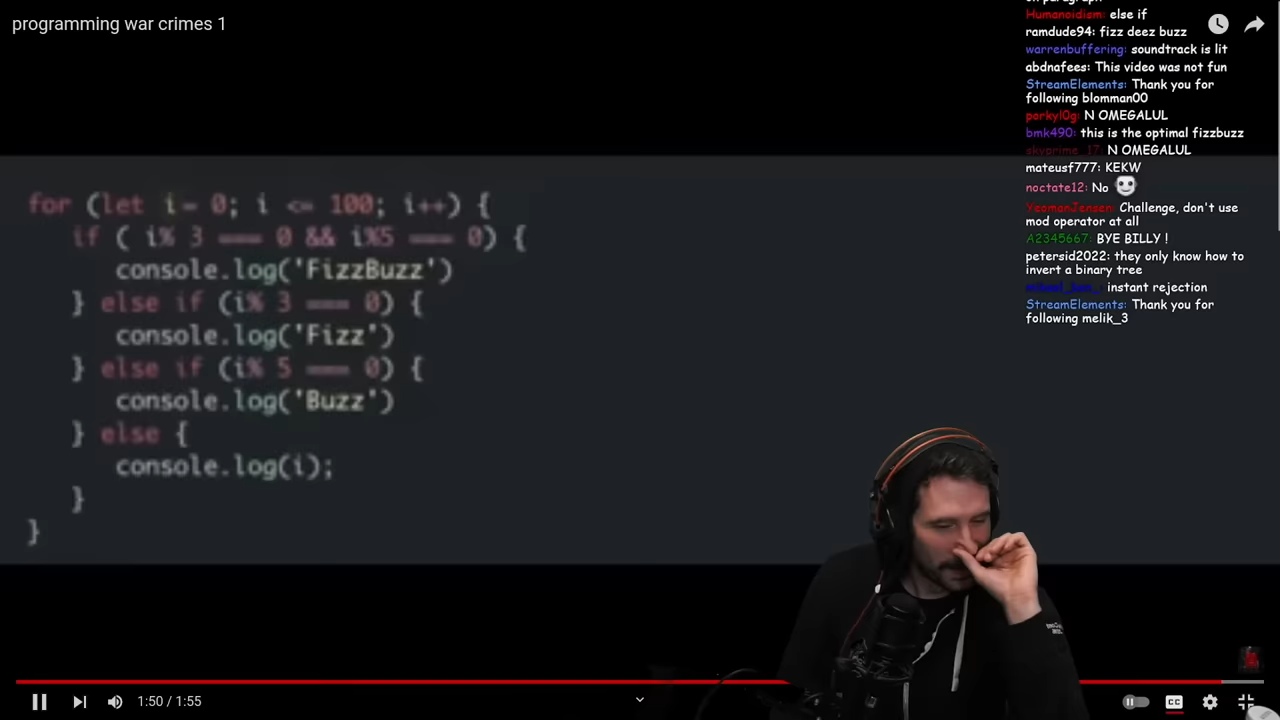 programming war crimes 1
for (let i = 0; i <= 100; i++) {
if ( i% 3 === 0 && i% 5 === 0) {
console.log('FizzBuzz')
} else if (i% 3 === 0) {
console.log('Fizz')
} else if (i% 5 === 0) {
console.log('Buzz')
} else {
console.log(i);
}
}
Humanoidism: else if
ramdude94: fizz deez buzz
warrenbuffering: soundtrack is lit
abdnafees: This video was not fun
StreamElements: Thank you for
following blomman00
porkyl0g: N OMEGALUL
bmk490: this is the optimal fizzbuzz
skyprime_17: N OMEGALUL
mateusf777: KEKW
noctate12: No
YeomanJensen: Challenge, don't use
mod operator at all
A2345667: BYE BILLY !
petersid2022: they only know how to
invert a binary tree
instant rejection
StreamElements: Thank you for
following melik_3
1:50 / 1:55
CC